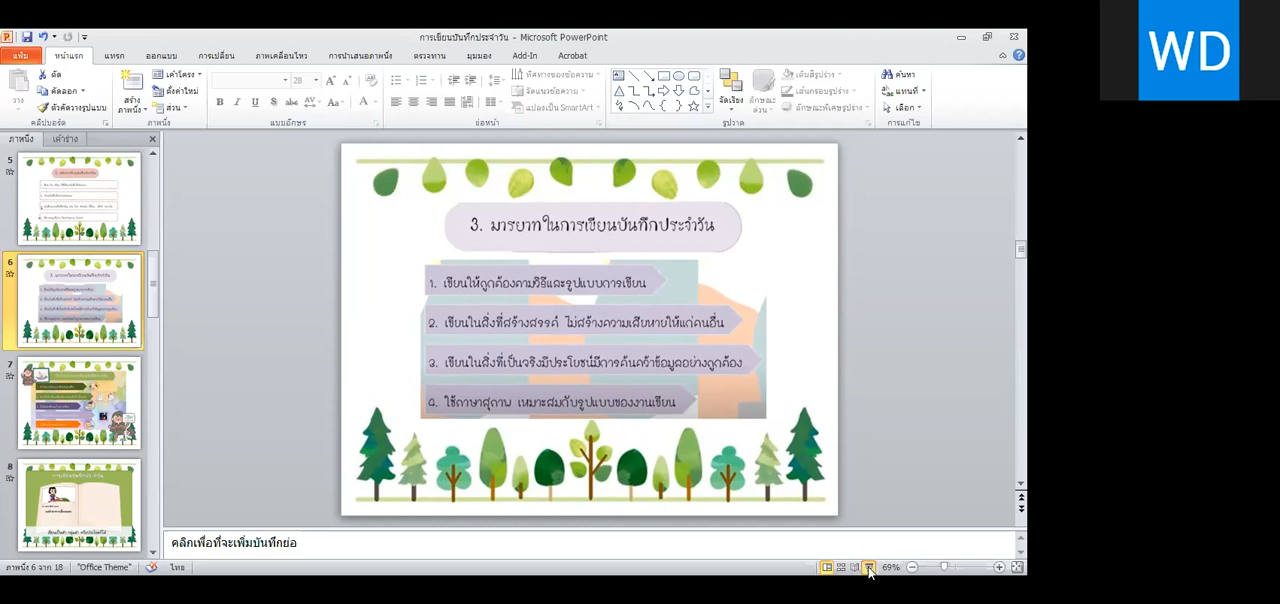 การเขียนบันทึกประจำวัน - Microsoft PowerPoint
WD
แฟ้ม หน้าแรก แทรก ออกแบบ การเปลี่ยน ภาพเคลื่อนไหว การนำเสนอภาพนิ่ง ตรวจทาน มุมมอง Add-In Acrobat
วาง
ตัด
คัดลอก
ตัวคัดวางรูปแบบ
คลิปบอร์ด
สร้างภาพนิ่ง
เค้าโครง
ตั้งค่าใหม่
ส่วน
ภาพนิ่ง
28
แบบอักษร
ทิศทางของข้อความ
จัดแนวข้อความ
แปลงเป็น SmartArt
ย่อหน้า
จัดเรียง
ลักษณะด่วน
เติมสีรูปร่าง
เส้นกรอบรูปร่าง
ลักษณะพิเศษรูปร่าง
รูปวาด
ค้นหา
แทนที่
เลือก
การแก้ไข
ภาพนิ่ง เค้าร่าง
5
6
7
8
3. มารยาทในการเขียนบันทึกประจำวัน
1. เขียนให้ถูกต้องตามวิธีและรูปแบบการเขียน
2. เขียนในสิ่งที่สร้างสรรค์ ไม่สร้างความเสียหายให้แก่คนอื่น
3. เขียนในสิ่งที่เป็นจริงมีประโยชน์มีการค้นคว้าข้อมูลอย่างถูกต้อง
4. ใช้ภาษาสุภาพ เหมาะสมกับรูปแบบของงานเขียน
คลิกเพื่อที่จะเพิ่มบันทึกย่อ
ภาพนิ่ง 6 จาก 18 "Office Theme" ไทย 69%